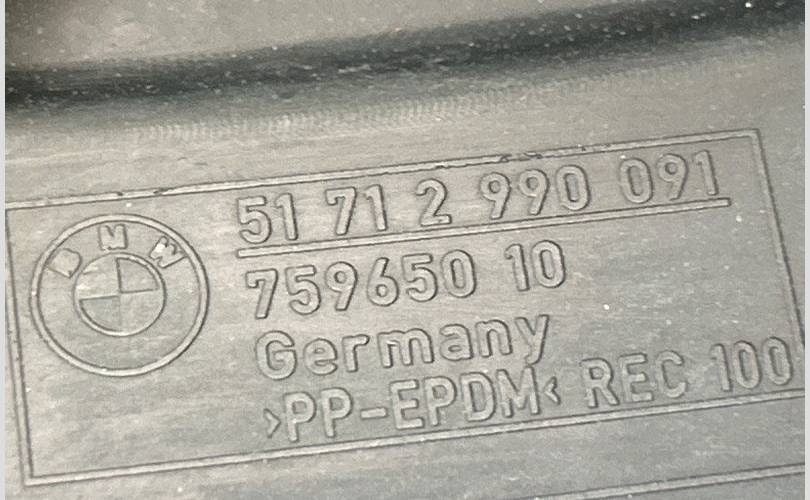 BMW
51 71 2 990 091
759650 10
Germany
>PP-EPDM< REC 100